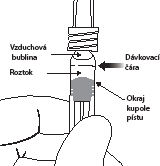 Vzduchová
bublina
Roztok
Dávkovací
čára
Okraj
kupole
pístu